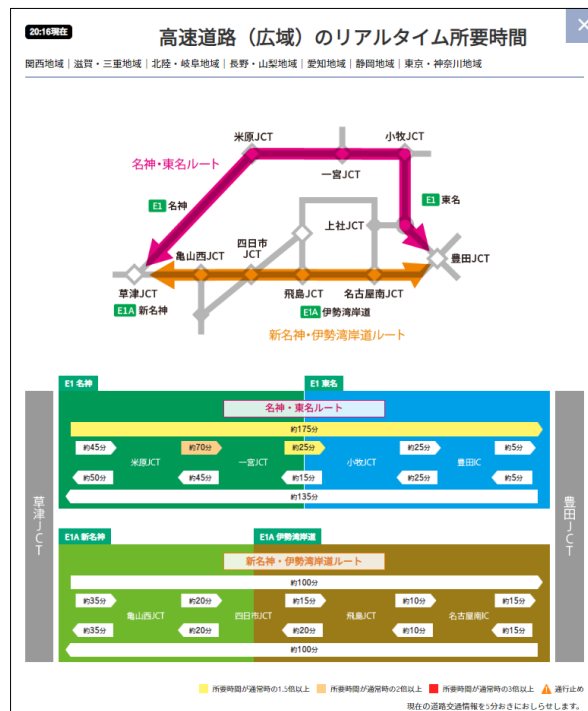 20:16現在
高速道路（広域）のリアルタイム所要時間
関西地域｜滋賀・三重地域｜北陸・岐阜地域｜長野・山梨地域｜愛知地域｜静岡地域｜東京・神奈川地域
米原JCT
小牧JCT
名神・東名ルート
一宮JCT
E1 名神
E1 東名
四日市
JCT
上社JCT
亀山西JCT
豊田JCT
草津JCT
飛島JCT
名古屋南JCT
E1A 新名神
E1A 伊勢湾岸道
新名神・伊勢湾岸道ルート
E1 名神
E1 東名
名神・東名ルート
約175分
約45分 約70分 約25分 約25分 約5分
米原JCT 一宮JCT 小牧JCT 豊田IC
約50分 約45分 約15分 約25分 約5分
約135分
草津JCT
豊田JCT
E1A 新名神
E1A 伊勢湾岸道
新名神・伊勢湾岸道ルート
約100分
約35分 約20分 約15分 約10分 約15分
亀山西JCT 四日市JCT 飛島JCT 名古屋南IC
約35分 約20分 約20分 約10分 約15分
約100分
所要時間が通常時の1.5倍以上 所要時間が通常時の2倍以上 所要時間が通常時の3倍以上 通行止め
現在の道路交通情報を5分おきにおしらせします。